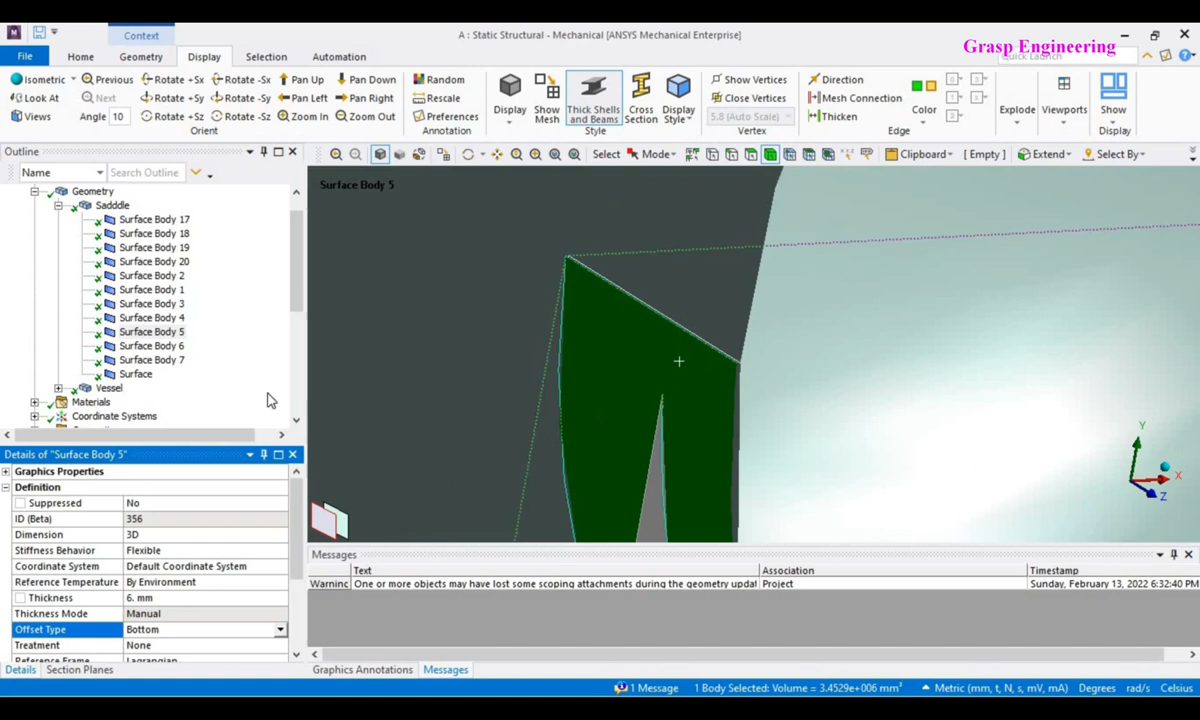 Context
A : Static Structural - Mechanical [ANSYS Mechanical Enterprise]
Grasp Engineering
File Home Geometry Display Selection Automation
Quick Launch
Isometric Previous Rotate +Sx Rotate -Sx Pan Up Pan Down Random Show Vertices Direction
Look At Next Rotate +Sy Rotate -Sy Pan Left Pan Right Rescale Close Vertices Mesh Connection
Views Angle 10 Rotate +Sz Rotate -Sz Zoom In Zoom Out Preferences 5.8 (Auto Scale) Thicken
Display Show Mesh Thick Shells and Beams Cross Section Display Style Color Explode Viewports Show
Orient Annotation Style Vertex Edge Display
Outline
Select Mode Clipboard [ Empty ] Extend Select By
Name Search Outline
Geometry
Sadddle
Surface Body 17
Surface Body 18
Surface Body 19
Surface Body 20
Surface Body 2
Surface Body 1
Surface Body 3
Surface Body 4
Surface Body 5
Surface Body 6
Surface Body 7
Surface
Vessel
Materials
Coordinate Systems
Surface Body 5
Y
X
Z
Details of "Surface Body 5"
Graphics Properties
Definition
Suppressed No
ID (Beta) 356
Dimension 3D
Stiffness Behavior Flexible
Coordinate System Default Coordinate System
Reference Temperature By Environment
Thickness 6. mm
Thickness Mode Manual
Offset Type Bottom
Treatment None
Reference Frame Lagrangian
Details Section Planes
Messages
Text Association Timestamp
Warninc One or more objects may have lost some scoping attachments during the geometry updat Project Sunday, February 13, 2022 6:32:40 PM
Graphics Annotations Messages
1 Message 1 Body Selected: Volume = 3.4529e+006 mm³ Metric (mm, t, N, s, mV, mA) Degrees rad/s Celsius